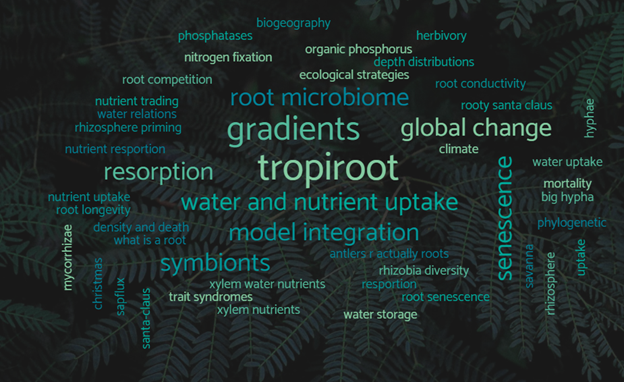 biogeography
phosphatases
herbivory
nitrogen fixation
organic phosphorus
depth distributions
root competition
ecological strategies
root conductivity
nutrient trading
root microbiome
rooty santa claus
hyphae
water relations
rhizosphere priming
gradients
global change
nutrient resportion
climate
resorption
tropiroot
senescence
water uptake
mortality
nutrient uptake
water and nutrient uptake
big hypha
root longevity
phylogenetic
density and death
model integration
what is a root
mycorrhizae
antlers r actually roots
savanna
uptake
symbionts
rhizobia diversity
rhizosphere
christmas
sapflux
xylem water nutrients
resportion
santa-claus
trait syndromes
root senescence
xylem nutrients
water storage